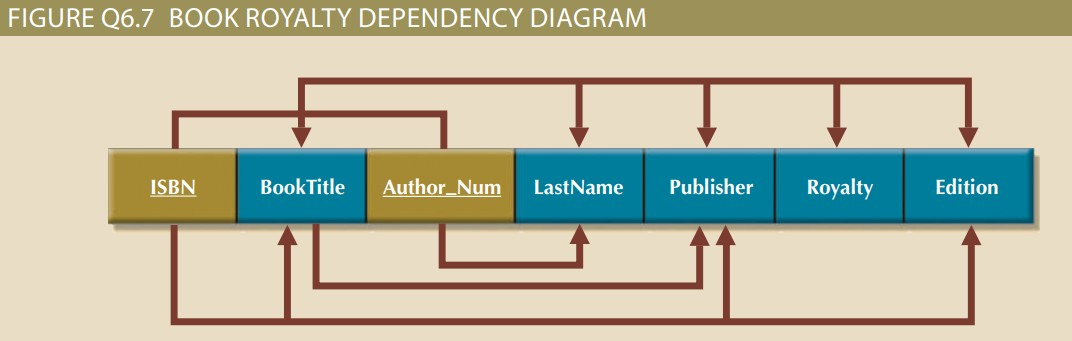 FIGURE Q6.7 BOOK ROYALTY DEPENDENCY DIAGRAM
ISBN BookTitle Author_Num LastName Publisher Royalty Edition